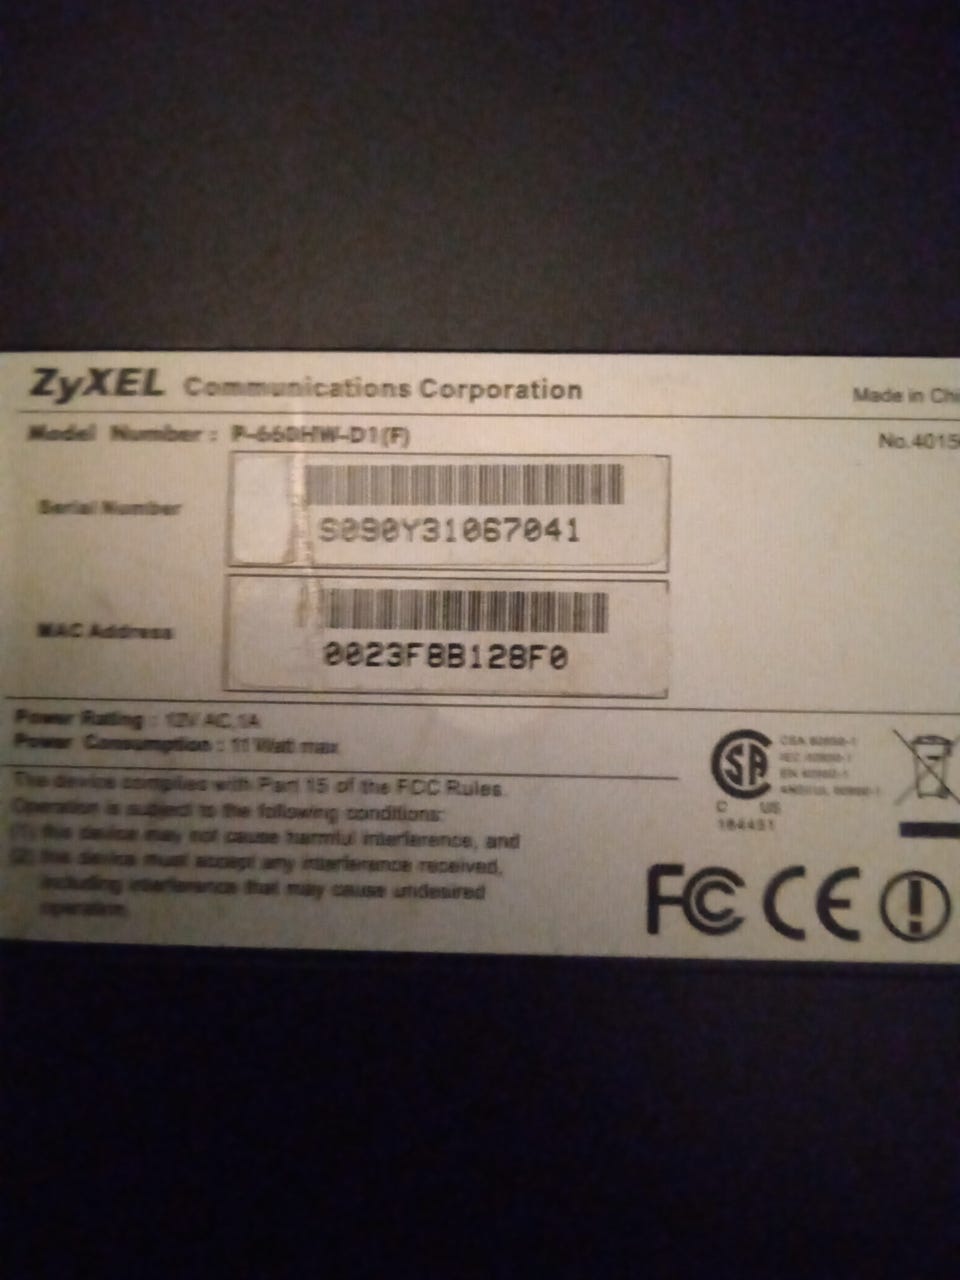 ZyXEL Communications Corporation
Made in Chi
Model Number : P-660HW-D1(F)
No.4015
Serial Number
S090Y31067041
MAC Address
0023F8B128F0
Power Rating : 12V AC,1A
Power Consumption : 11 Watt max
The device complies with Part 15 of the FCC Rules.
Operation is subject to the following conditions:
(1) this device may not cause harmful interference, and
(2) this device must accept any interference received,
including interference that may cause undesired
operation.
SA
C US
FC CE